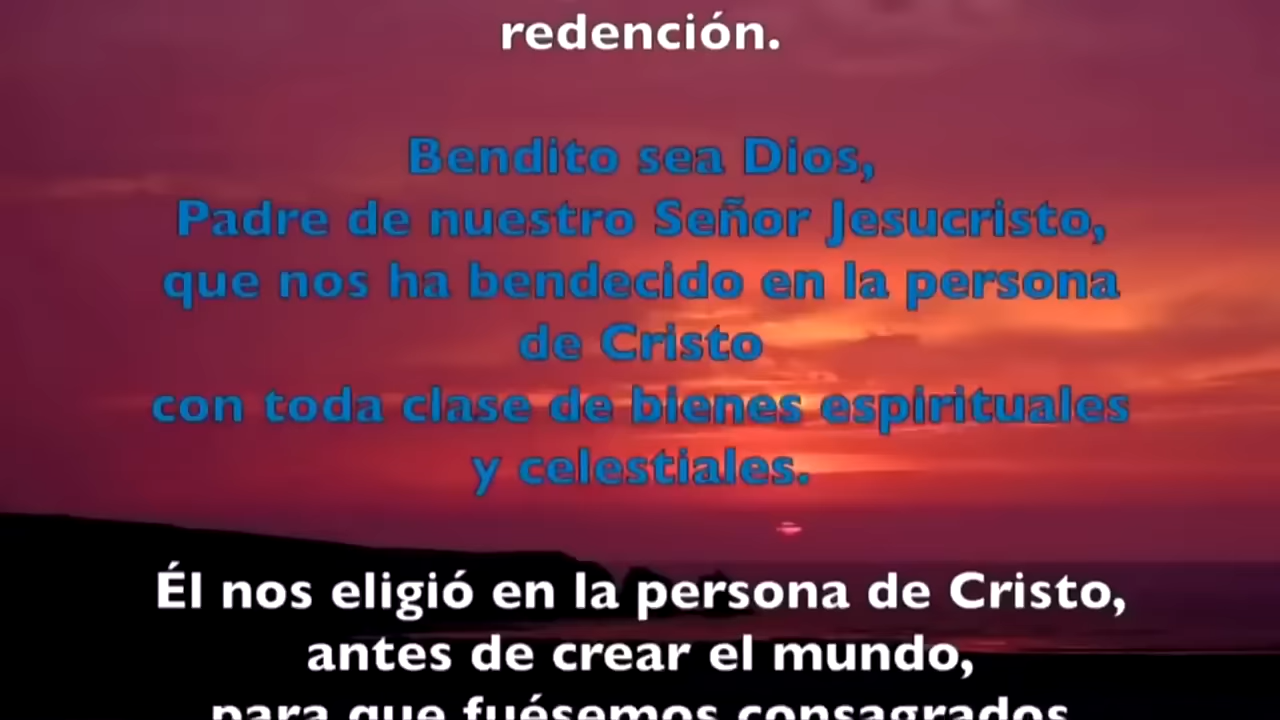 redención.
Bendito sea Dios,
Padre de nuestro Señor Jesucristo,
que nos ha bendecido en la persona
de Cristo
con toda clase de bienes espirituales
y celestiales.
Él nos eligió en la persona de Cristo,
antes de crear el mundo,
para que fuésemos consagrados